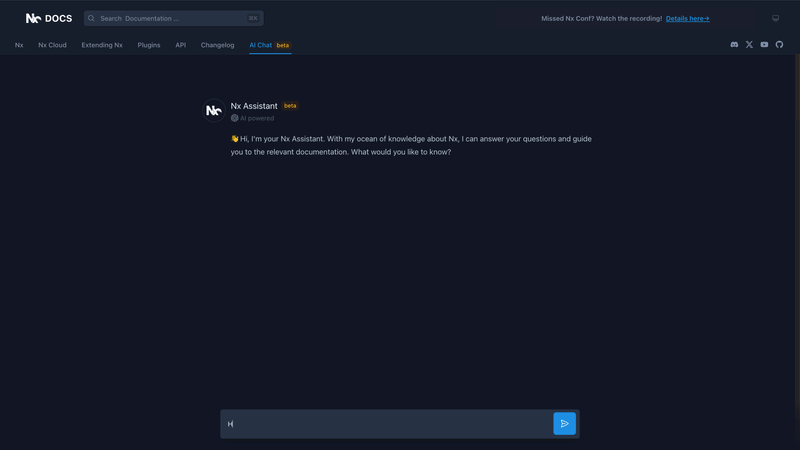 Nx DOCS
Search Documentation ...
⌘K
Missed Nx Conf? Watch the recording! Details here→
Nx
Nx Cloud
Extending Nx
Plugins
API
Changelog
AI Chat beta
Nx
Nx Assistant beta
AI powered
👋 Hi, I'm your Nx Assistant. With my ocean of knowledge about Nx, I can answer your questions and guide
you to the relevant documentation. What would you like to know?
H